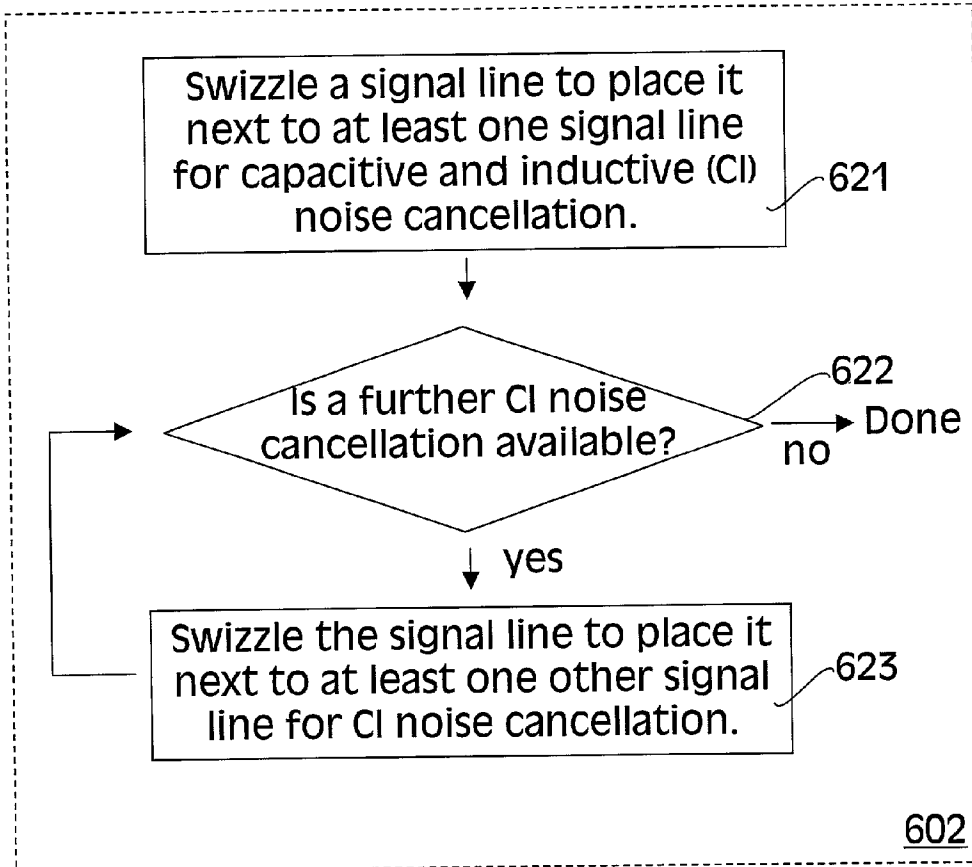 Swizzle a signal line to place it
next to at least one signal line
for capacitive and inductive (CI)
noise cancellation.
621
Is a further CI noise
cancellation available?
622
no
Done
yes
Swizzle the signal line to place it
next to at least one other signal
line for CI noise cancellation.
623
602